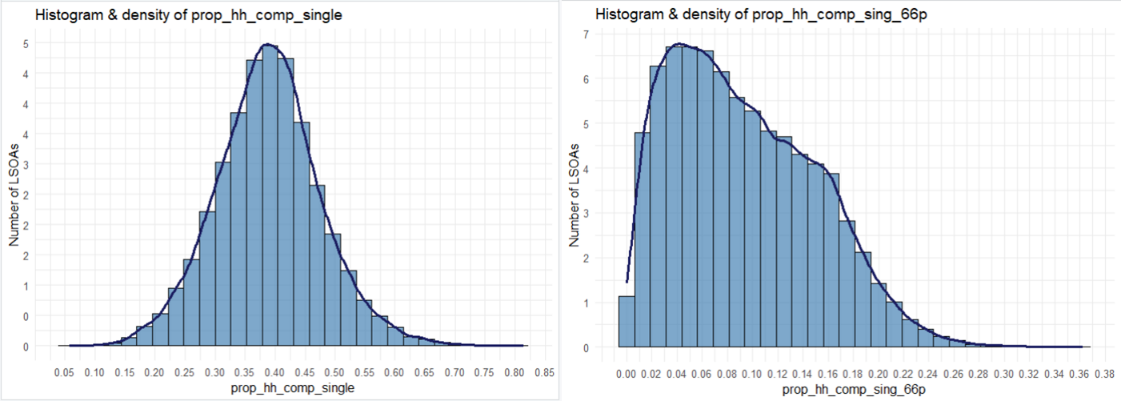 Histogram & density of prop_hh_comp_single
Number of LSOAs
5
4
4
4
3
2
2
2
1
0
0
0.05 0.10 0.15 0.20 0.25 0.30 0.35 0.40 0.45 0.50 0.55 0.60 0.65 0.70 0.75 0.80 0.85
prop_hh_comp_single
Histogram & density of prop_hh_comp_sing_66p
Number of LSOAs
7
6
5
4
3
2
1
0
0.00 0.02 0.04 0.06 0.08 0.10 0.12 0.14 0.16 0.18 0.20 0.22 0.24 0.26 0.28 0.30 0.32 0.34 0.36 0.38
prop_hh_comp_sing_66p